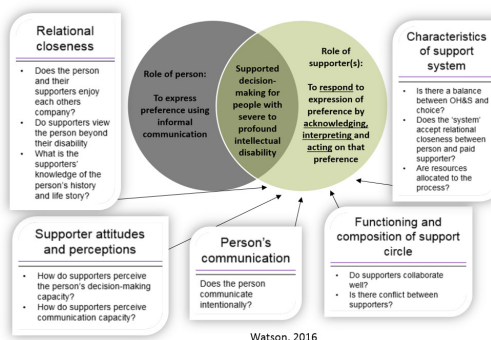 Relational
closeness
• Does the person and
their
supporters enjoy
each others
company?
• Do supporters view
the person beyond
their disability
• What is the
supporters'
knowledge of the
person's history
and life story?
Role of person:
To express
preference using
informal
communication
Supported
decision-
making for
people with
severe to
profound
intellectual
disability
Role of
supporter(s):
To respond to
expression of
preference by
acknowledging,
interpreting and
acting on that
preference
Characteristics
of support
system
• Is there a balance
between OH&S and
choice?
• Does the 'system'
accept relational
closeness between
person and paid
supporter?
• Are resources
allocated to the
process?
Supporter attitudes
and perceptions
• How do supporters perceive
the person's decision-making
capacity?
• How do supporters perceive
communication capacity?
Person's
communication
Does the person
communicate
intentionally?
Functioning and
composition of support
circle
• Do supporters collaborate
well?
• Is there conflict between
supporters?
Watson, 2016